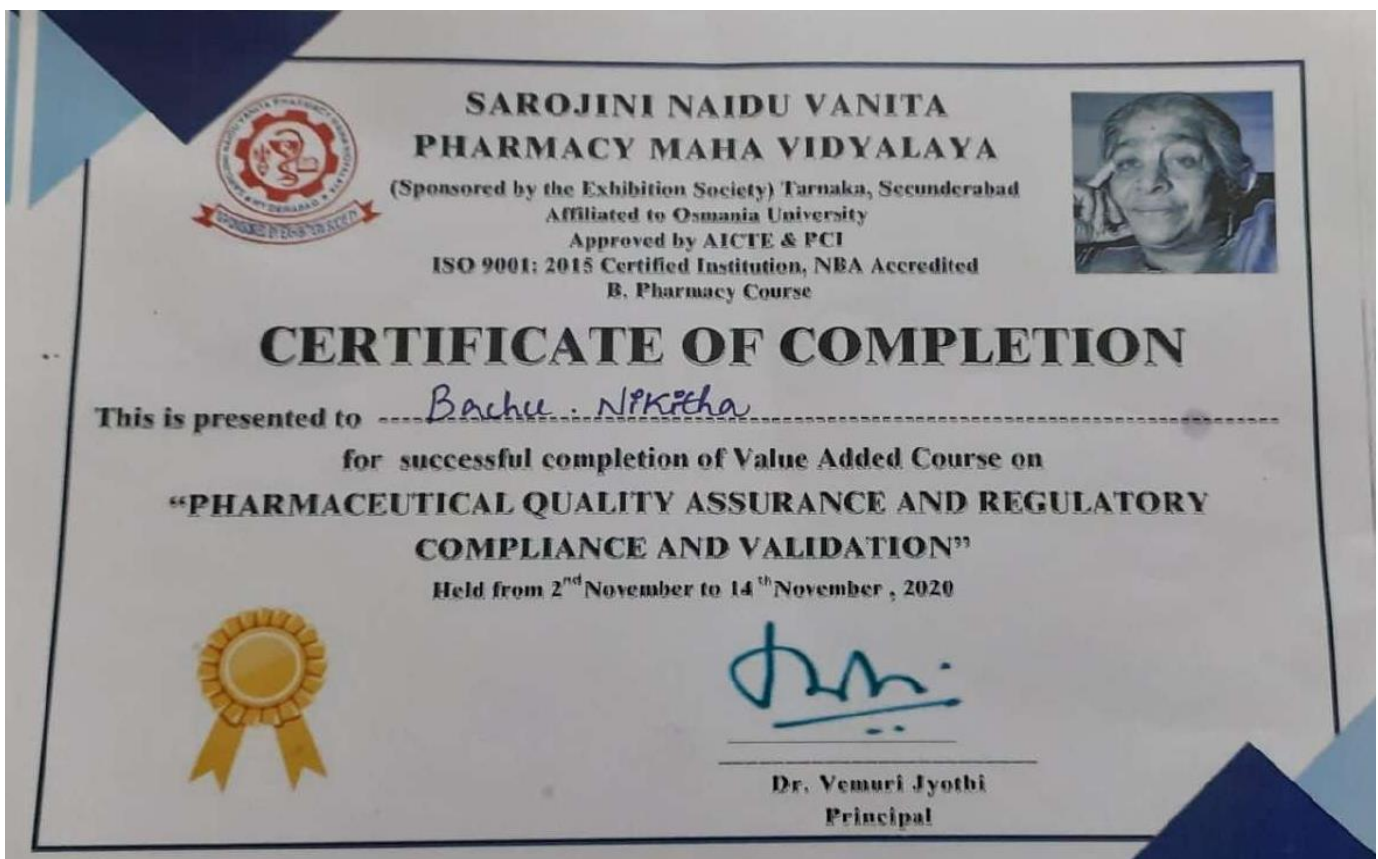 SAROJINI NAIDU VANITA
PHARMACY MAHA VIDYALAYA
(Sponsored by the Exhibition Society) Tarnaka, Secunderabad
Affiliated to Osmania University
Approved by AICTE & PCI
ISO 9001: 2015 Certified Institution, NBA Accredited
B. Pharmacy Course
CERTIFICATE OF COMPLETION
This is presented to Bachu. Nikitha
for successful completion of Value Added Course on
“PHARMACEUTICAL QUALITY ASSURANCE AND REGULATORY
COMPLIANCE AND VALIDATION”
Held from 2nd November to 14th November , 2020
Dr. Vemuri Jyothi
Principal